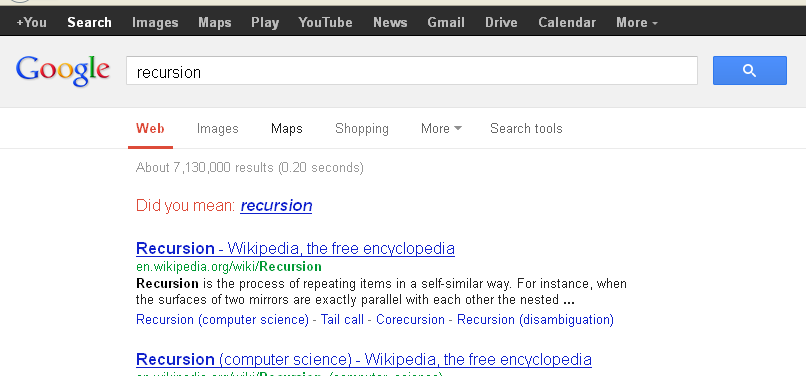 +You Search Images Maps Play YouTube News Gmail Drive Calendar More
Google recursion
Web Images Maps Shopping More Search tools
About 7,130,000 results (0.20 seconds)
Did you mean: recursion
Recursion - Wikipedia, the free encyclopedia
en.wikipedia.org/wiki/Recursion
Recursion is the process of repeating items in a self-similar way. For instance, when
the surfaces of two mirrors are exactly parallel with each other the nested ...
Recursion (computer science) - Tail call - Corecursion - Recursion (disambiguation)
Recursion (computer science) - Wikipedia, the free encyclopedia